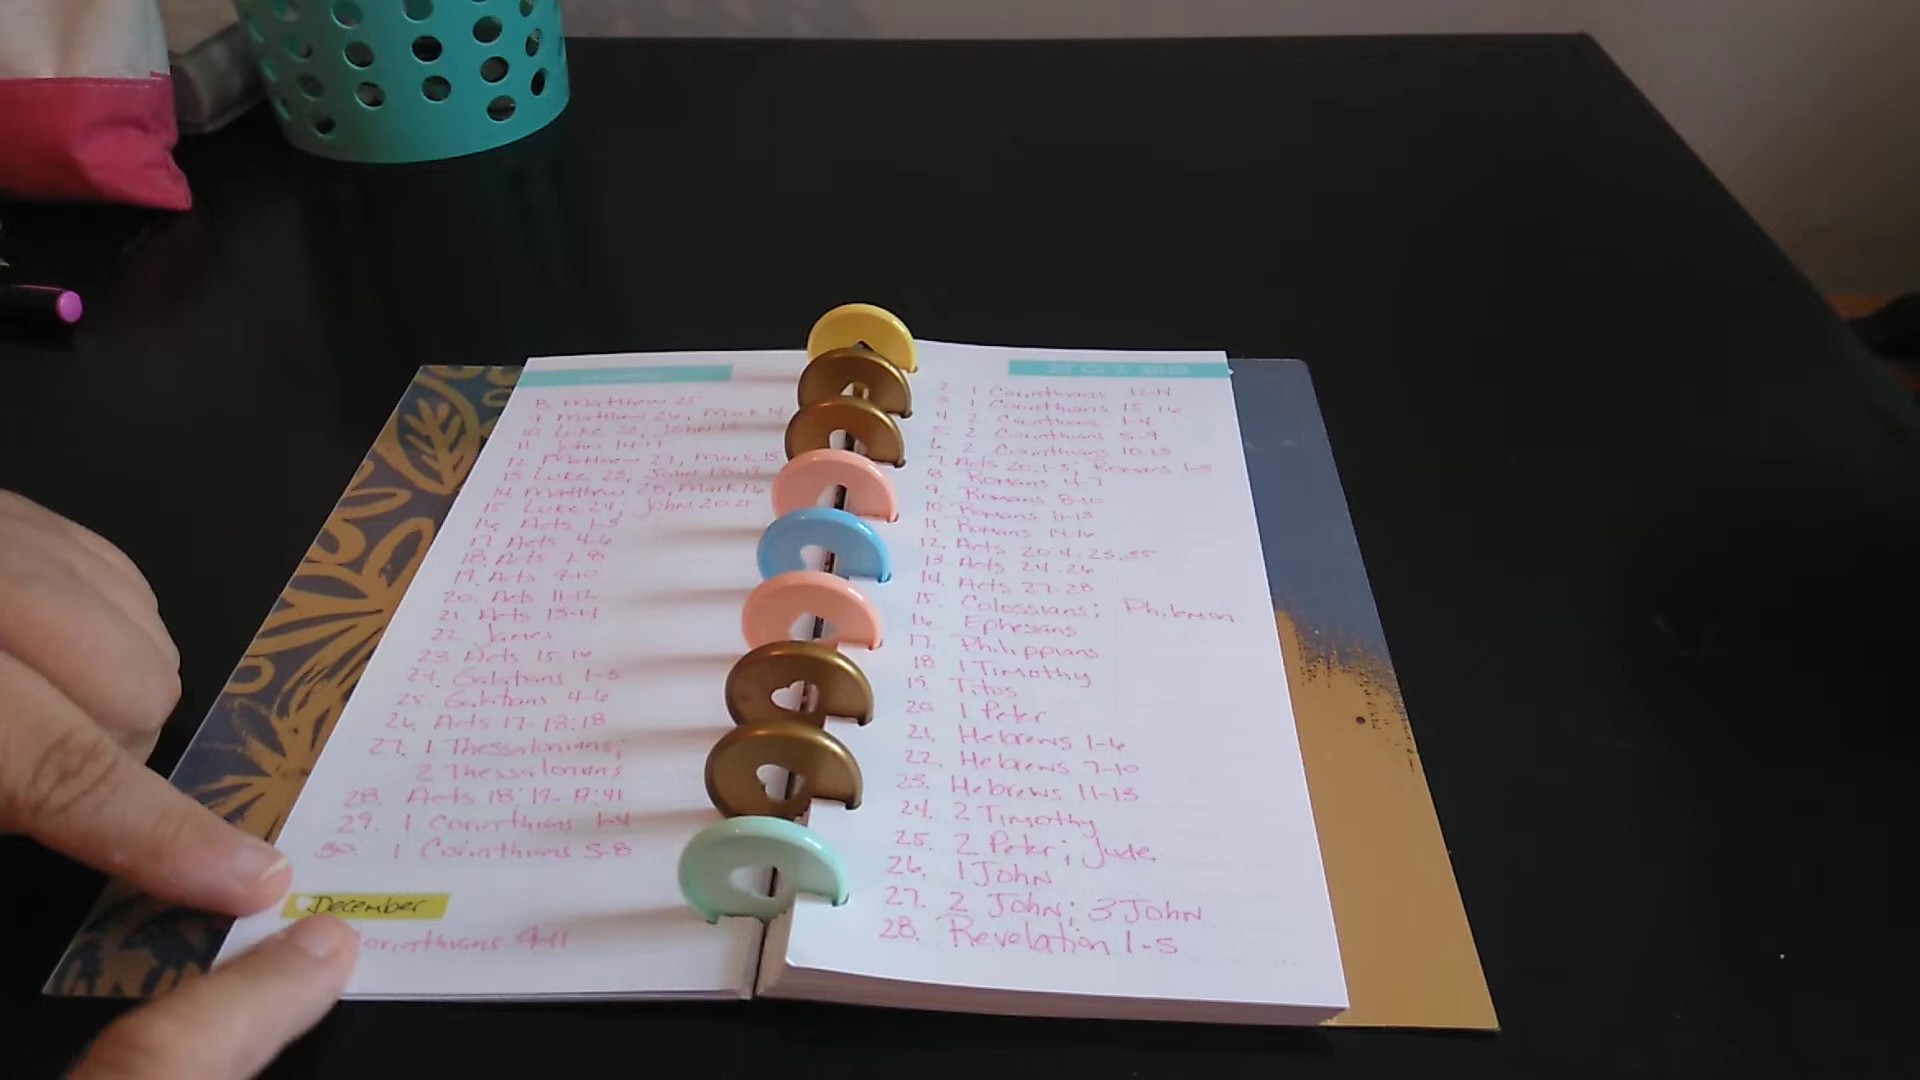 8. Matthew 25
9. Matthew 26, Mark 14
10. Luke 22; John 13
11. John 14-17
12. Matthew 27, Mark 15
13. Luke 23, John 18-19
14. Matthew 28, Mark 16
15. Luke 24, John 20-21
16. Acts 1-3
17. Acts 4-6
18. Acts 7-8
19. Acts 9-10
20. Acts 11-12
21. Acts 13-14
22. James
23. Acts 15-16
24. Galatians 1-3
25. Galatians 4-6
26. Acts 17-18:18
27. 1 Thessalonians;
2 Thessalonians
28. Acts 18:19-19:41
29. 1 Corinthians 1-4
30. 1 Corinthians 5-8
December
Corinthians 9-11
NOTES
2. 1 Corinthians 12-14
3. 1 Corinthians 15-16
4. 2 Corinthians 1-4
5. 2 Corinthians 5-9
6. 2 Corinthians 10-13
7. Acts 20:1-3; Romans 1-3
8. Romans 4-7
9. Romans 8-10
10. Romans 11-13
11. Romans 14-16
12. Acts 20:4-23:35
13. Acts 24-26
14. Acts 27-28
15. Colossians; Philemon
16. Ephesians
17. Philippians
18. 1 Timothy
19. Titus
20. 1 Peter
21. Hebrews 1-6
22. Hebrews 7-10
23. Hebrews 11-13
24. 2 Timothy
25. 2 Peter; Jude
26. 1 John
27. 2 John; 3 John
28. Revelation 1-5